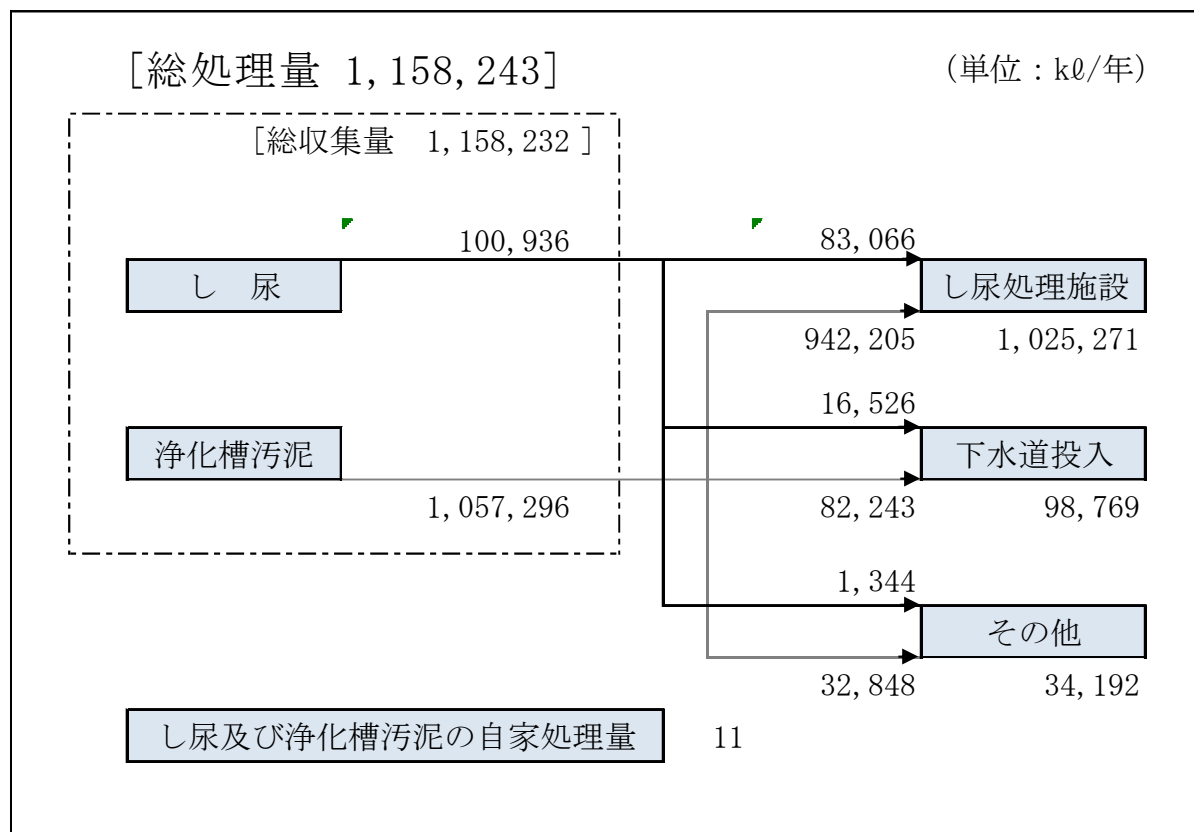 [総処理量 1,158,243]
(単位：kℓ/年)
[総収集量　1,158,232 ]
100,936
83,066
し　尿
し尿処理施設
942,205
1,025,271
16,526
浄化槽汚泥
下水道投入
1,057,296
82,243
98,769
1,344
その他
32,848
34,192
し尿及び浄化槽汚泥の自家処理量
11